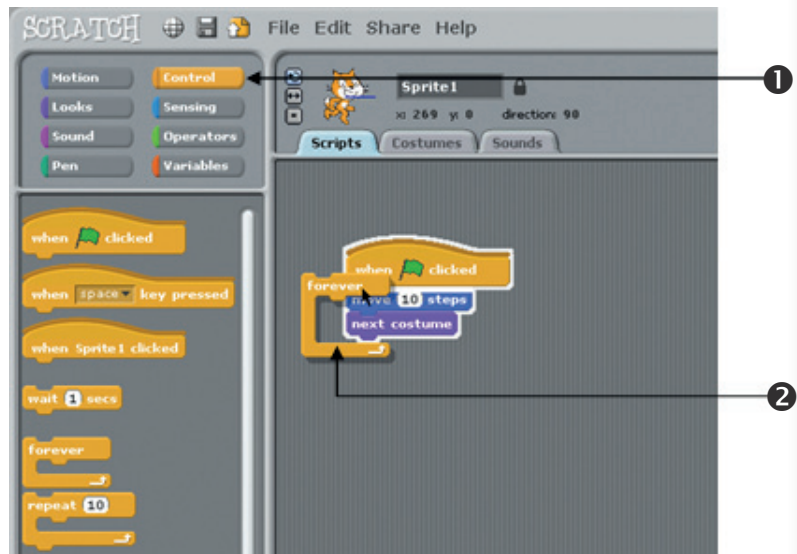 SCRATCH File Edit Share Help
Motion Control
Looks Sensing
Sound Operators
Pen Variables
Sprite1
x: 269 y: 0 direction: 90
Scripts Costumes Sounds
when clicked
when space key pressed
when Sprite1 clicked
wait 1 secs
forever
repeat 10
when clicked
forever
move 10 steps
next costume
1
2